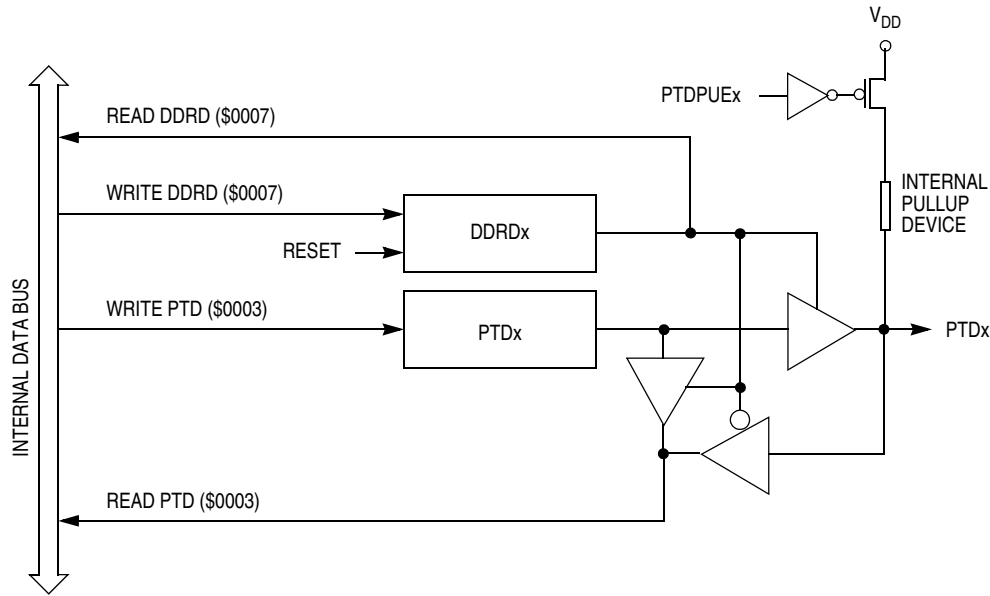 VDD
PTDPUEx
READ DDRD ($0007)
WRITE DDRD ($0007)
INTERNAL
PULLUP
DEVICE
DDRDx
RESET
WRITE PTD ($0003)
PTDx
PTDx
INTERNAL DATA BUS
READ PTD ($0003)